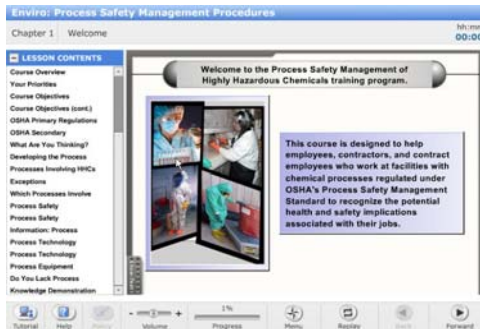 Enviro: Process Safety Management Procedures
Chapter 1 Welcome
hh:mm
00:00
LESSON CONTENTS
Course Overview
Your Priorities
Course Objectives
Course Objectives (cont.)
OSHA Primary Regulations
OSHA Secondary
What Are You Thinking?
Developing the Process
Processes Involving HHCs
Exceptions
Which Processes Involve
Process Safety
Process Safety
Information: Process
Process Technology
Process Technology
Process Equipment
Do You Lack Process
Knowledge Demonstration
Welcome to the Process Safety Management of
Highly Hazardous Chemicals training program.
This course is designed to help
employees, contractors, and contract
employees who work at facilities with
chemical processes regulated under
OSHA's Process Safety Management
Standard to recognize the potential
health and safety implications
associated with their jobs.
Tutorial
Help
- +
Volume
1%
Progress
Menu
Replay
Back
Forward